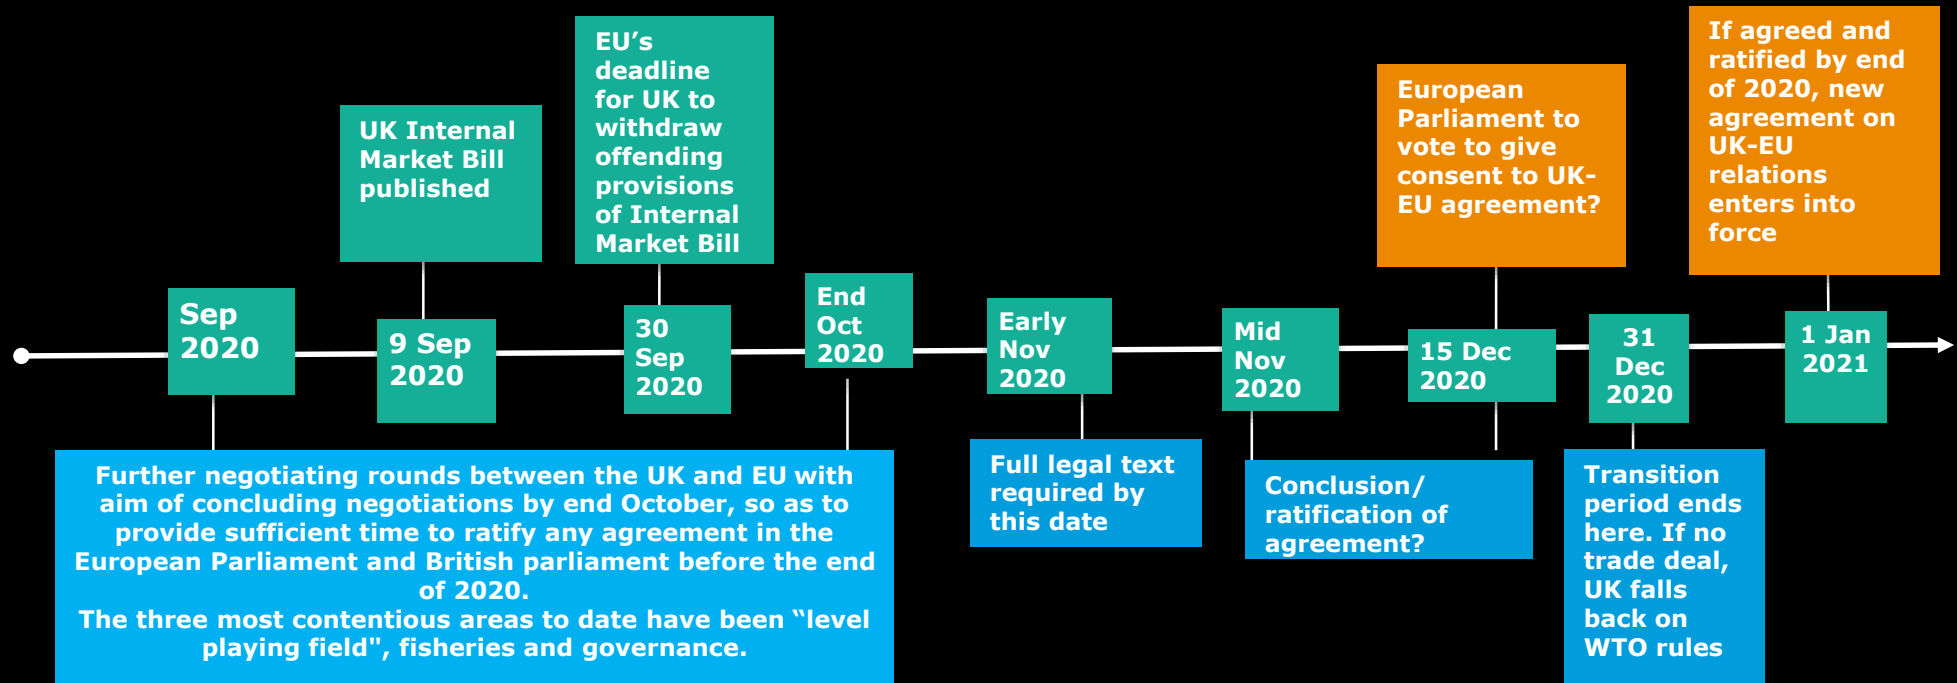 EU’s
deadline
for UK to
withdraw
offending
provisions
of Internal
Market Bill
If agreed and
ratified by end
of 2020, new
agreement on
UK–EU
relations
enters into
force
UK Internal
Market Bill
published
European
Parliament to
vote to give
consent to UK–
EU agreement?
Sep
2020
9 Sep
2020
30
Sep
2020
End
Oct
2020
Early
Nov
2020
Mid
Nov
2020
15 Dec
2020
31
Dec
2020
1 Jan
2021
Further negotiating rounds between the UK and EU with
aim of concluding negotiations by end October, so as to
provide sufficient time to ratify any agreement in the
European Parliament and British parliament before the end
of 2020.
The three most contentious areas to date have been “level
playing field", fisheries and governance.
Full legal text
required by
this date
Conclusion/
ratification of
agreement?
Transition
period ends
here. If no
trade deal,
UK falls
back on
WTO rules